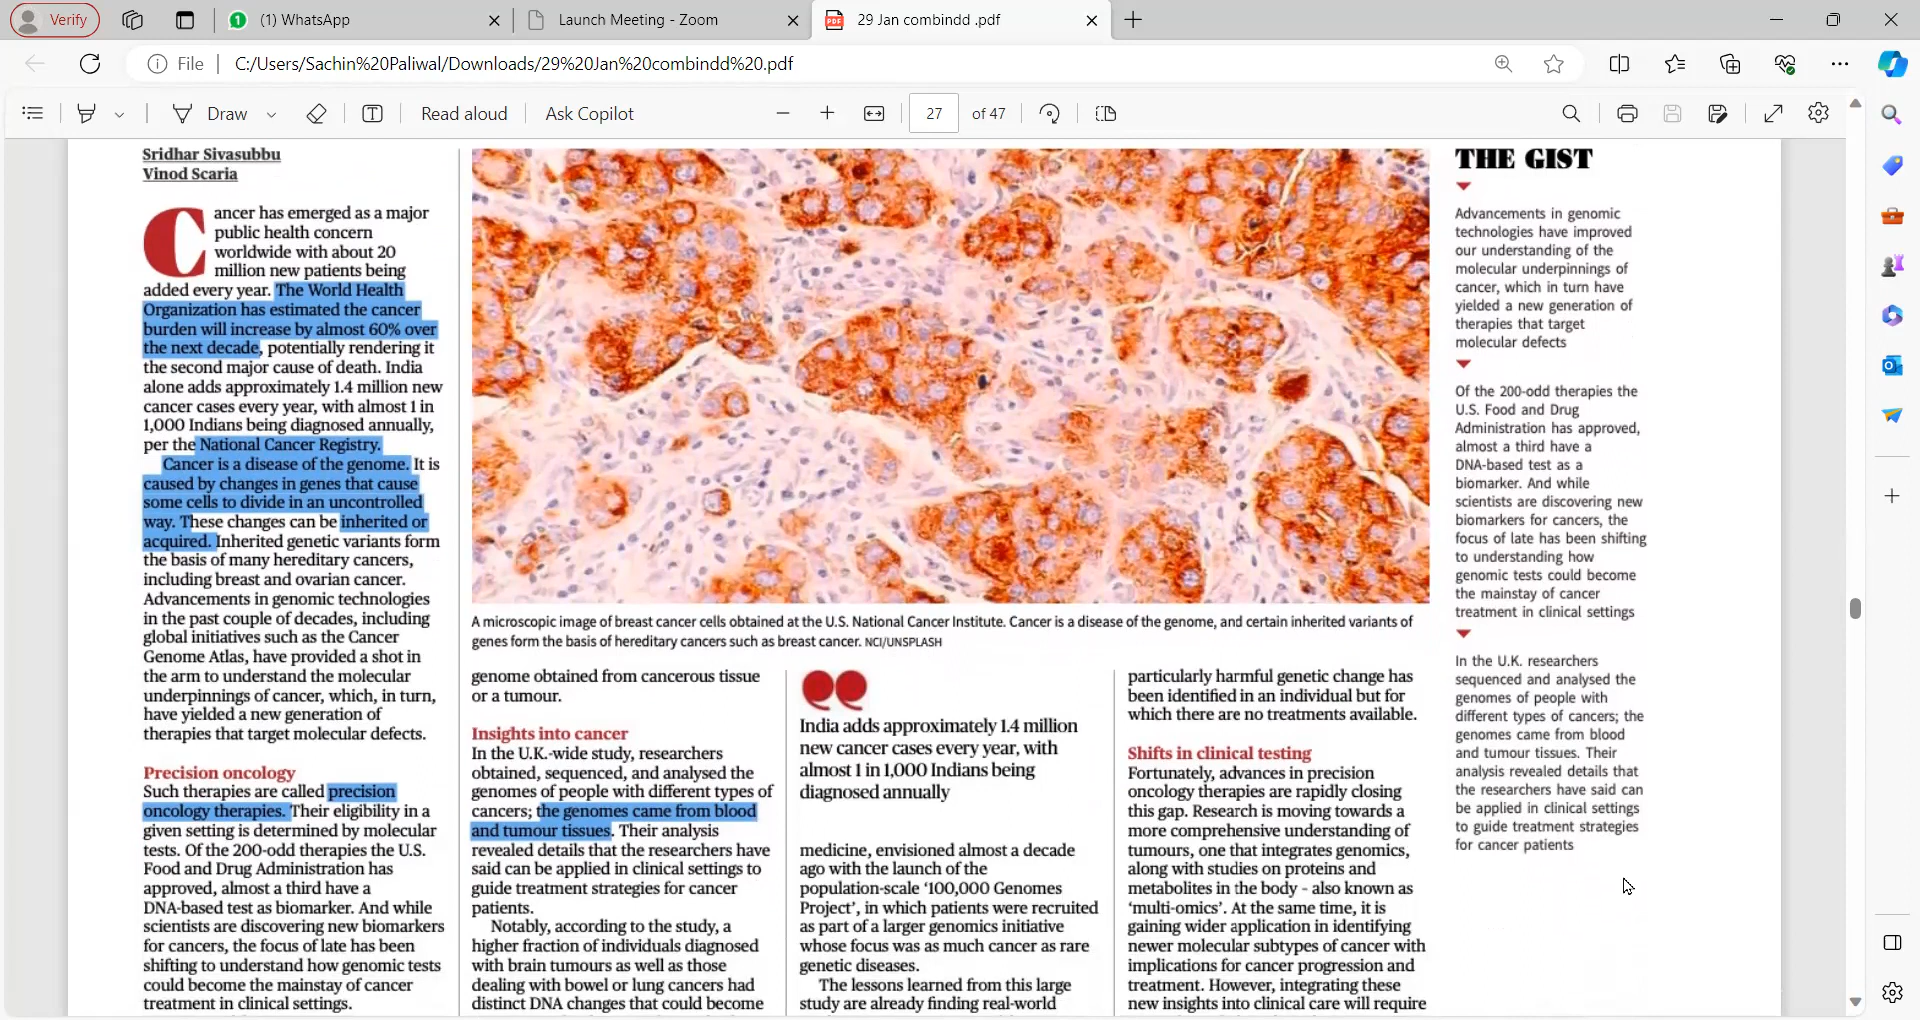 Verify
(1) WhatsApp
Launch Meeting - Zoom
29 Jan combindd .pdf
File
C:/Users/Sachin%20Paliwal/Downloads/29%20Jan%20combindd%20.pdf
Draw
Read aloud
Ask Copilot
27
of 47
Sridhar Sivasubbu
Vinod Scaria
Cancer has emerged as a major
public health concern
worldwide with about 20
million new patients being
added every year. The World Health
Organization has estimated the cancer
burden will increase by almost 60% over
the next decade, potentially rendering it
the second major cause of death. India
alone adds approximately 1.4 million new
cancer cases every year, with almost 1 in
1,000 Indians being diagnosed annually,
per the National Cancer Registry.
Cancer is a disease of the genome. It is
caused by changes in genes that cause
some cells to divide in an uncontrolled
way. These changes can be inherited or
acquired. Inherited genetic variants form
the basis of many hereditary cancers,
including breast and ovarian cancer.
Advancements in genomic technologies
in the past couple of decades, including
global initiatives such as the Cancer
Genome Atlas, have provided a shot in
the arm to understand the molecular
underpinnings of cancer, which, in turn,
have yielded a new generation of
therapies that target molecular defects.
Precision oncology
Such therapies are called precision
oncology therapies. Their eligibility in a
given setting is determined by molecular
tests. Of the 200-odd therapies the U.S.
Food and Drug Administration has
approved, almost a third have a
DNA-based test as biomarker. And while
scientists are discovering new biomarkers
for cancers, the focus of late has been
shifting to understand how genomic tests
could become the mainstay of cancer
treatment in clinical settings.
A microscopic image of breast cancer cells obtained at the U.S. National Cancer Institute. Cancer is a disease of the genome, and certain inherited variants of
genes form the basis of hereditary cancers such as breast cancer. NCI/UNSPLASH
genome obtained from cancerous tissue
or a tumour.
Insights into cancer
In the U.K.-wide study, researchers
obtained, sequenced, and analysed the
genomes of people with different types of
cancers; the genomes came from blood
and tumour tissues. Their analysis
revealed details that the researchers have
said can be applied in clinical settings to
guide treatment strategies for cancer
patients.
Notably, according to the study, a
higher fraction of individuals diagnosed
with brain tumours as well as those
dealing with bowel or lung cancers had
distinct DNA changes that could become
India adds approximately 1.4 million
new cancer cases every year, with
almost 1 in 1,000 Indians being
diagnosed annually
medicine, envisioned almost a decade
ago with the launch of the
population-scale ‘100,000 Genomes
Project’, in which patients were recruited
as part of a larger genomics initiative
whose focus was as much cancer as rare
genetic diseases.
The lessons learned from this large
study are already finding real-world
particularly harmful genetic change has
been identified in an individual but for
which there are no treatments available.
Shifts in clinical testing
Fortunately, advances in precision
oncology therapies are rapidly closing
this gap. Research is moving towards a
more comprehensive understanding of
tumours, one that integrates genomics,
along with studies on proteins and
metabolites in the body - also known as
‘multi-omics’. At the same time, it is
gaining wider application in identifying
newer molecular subtypes of cancer with
implications for cancer progression and
treatment. However, integrating these
new insights into clinical care will require
THE GIST
Advancements in genomic
technologies have improved
our understanding of the
molecular underpinnings of
cancer, which in turn have
yielded a new generation of
therapies that target
molecular defects
Of the 200-odd therapies the
U.S. Food and Drug
Administration has approved,
almost a third have a
DNA-based test as a
biomarker. And while
scientists are discovering new
biomarkers for cancers, the
focus of late has been shifting
to understanding how
genomic tests could become
the mainstay of cancer
treatment in clinical settings
In the U.K. researchers
sequenced and analysed the
genomes of people with
different types of cancers; the
genomes came from blood
and tumour tissues. Their
analysis revealed details that
the researchers have said can
be applied in clinical settings
to guide treatment strategies
for cancer patients